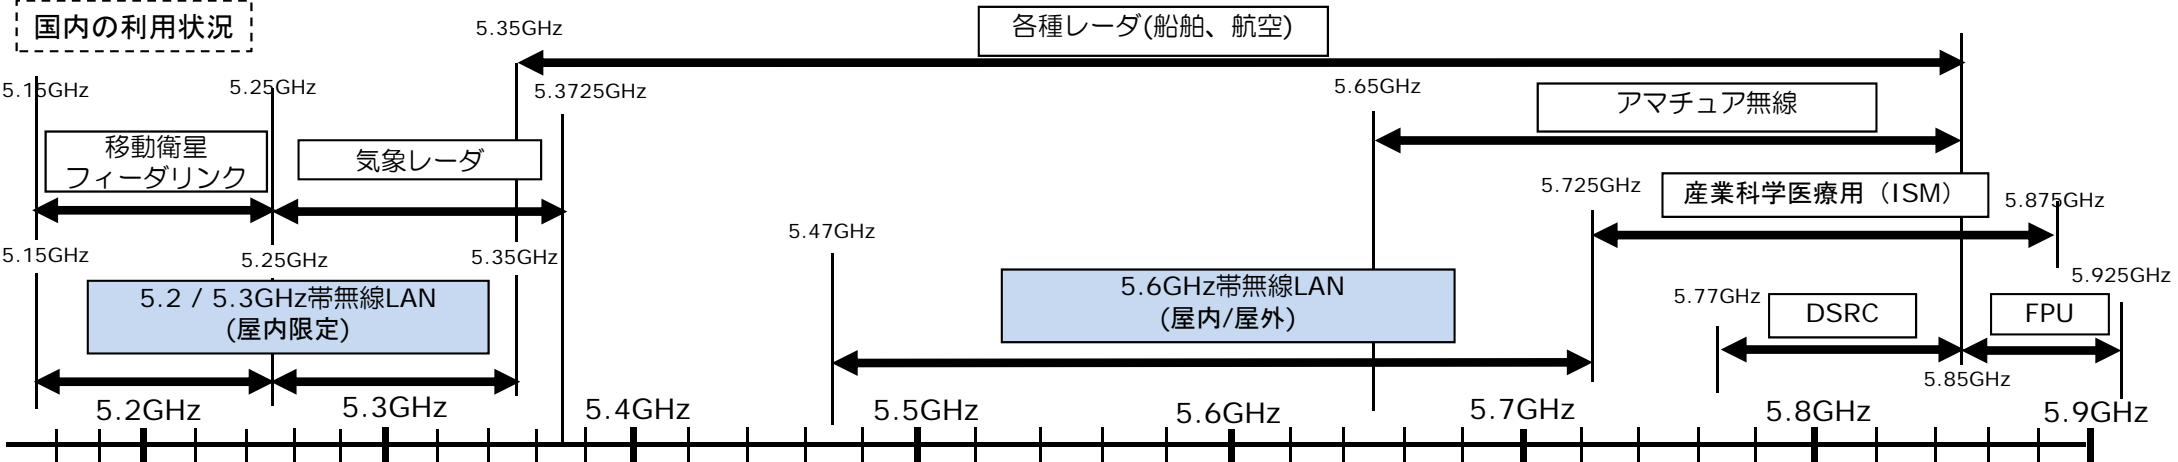 国内の利用状況
5.35GHz
各種レーダ(船舶、航空)
5.15GHz
5.25GHz
5.3725GHz
5.65GHz
アマチュア無線
移動衛星
フィーダリンク
気象レーダ
5.725GHz
産業科学医療用（ISM）
5.875GHz
5.47GHz
5.15GHz
5.25GHz
5.35GHz
5.2 / 5.3GHz帯無線LAN
(屋内限定)
5.6GHz帯無線LAN
(屋内/屋外)
5.77GHz
DSRC
5.925GHz
FPU
5.85GHz
5.2GHz
5.3GHz
5.4GHz
5.5GHz
5.6GHz
5.7GHz
5.8GHz
5.9GHz